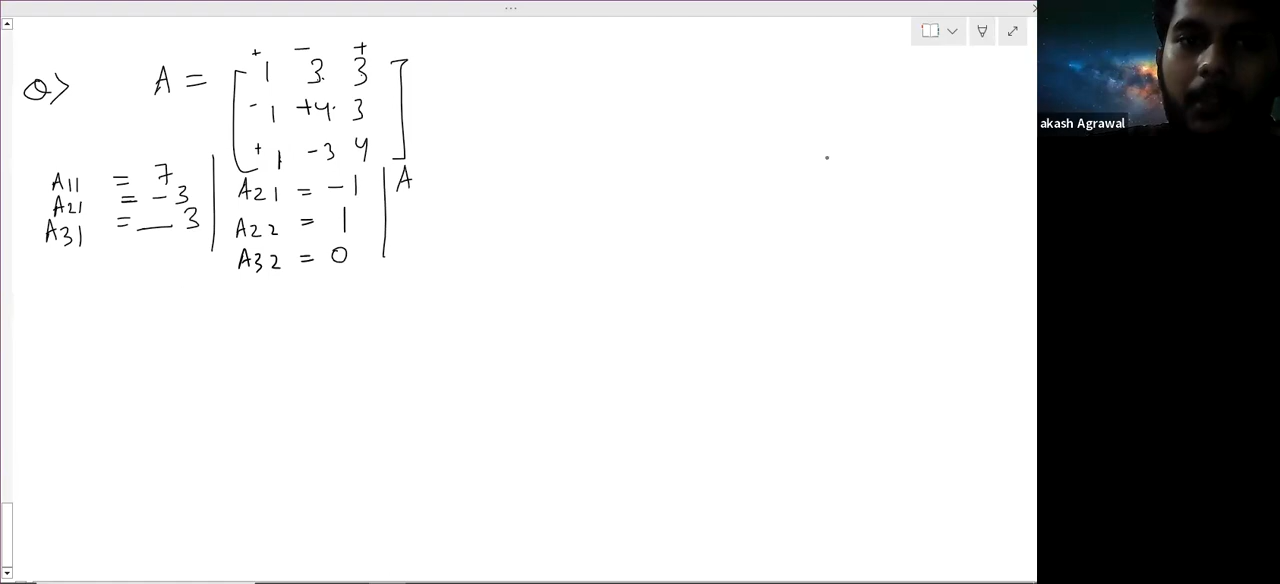 + - +
Q> A = [ 1 3 3 ]
- 1 +4 3
+ 1 - 3 4
A11 = 7
A21 = - 3
A31 = __ 3
A21 = - 1
A22 = 1
A32 = 0
A
akash Agrawal